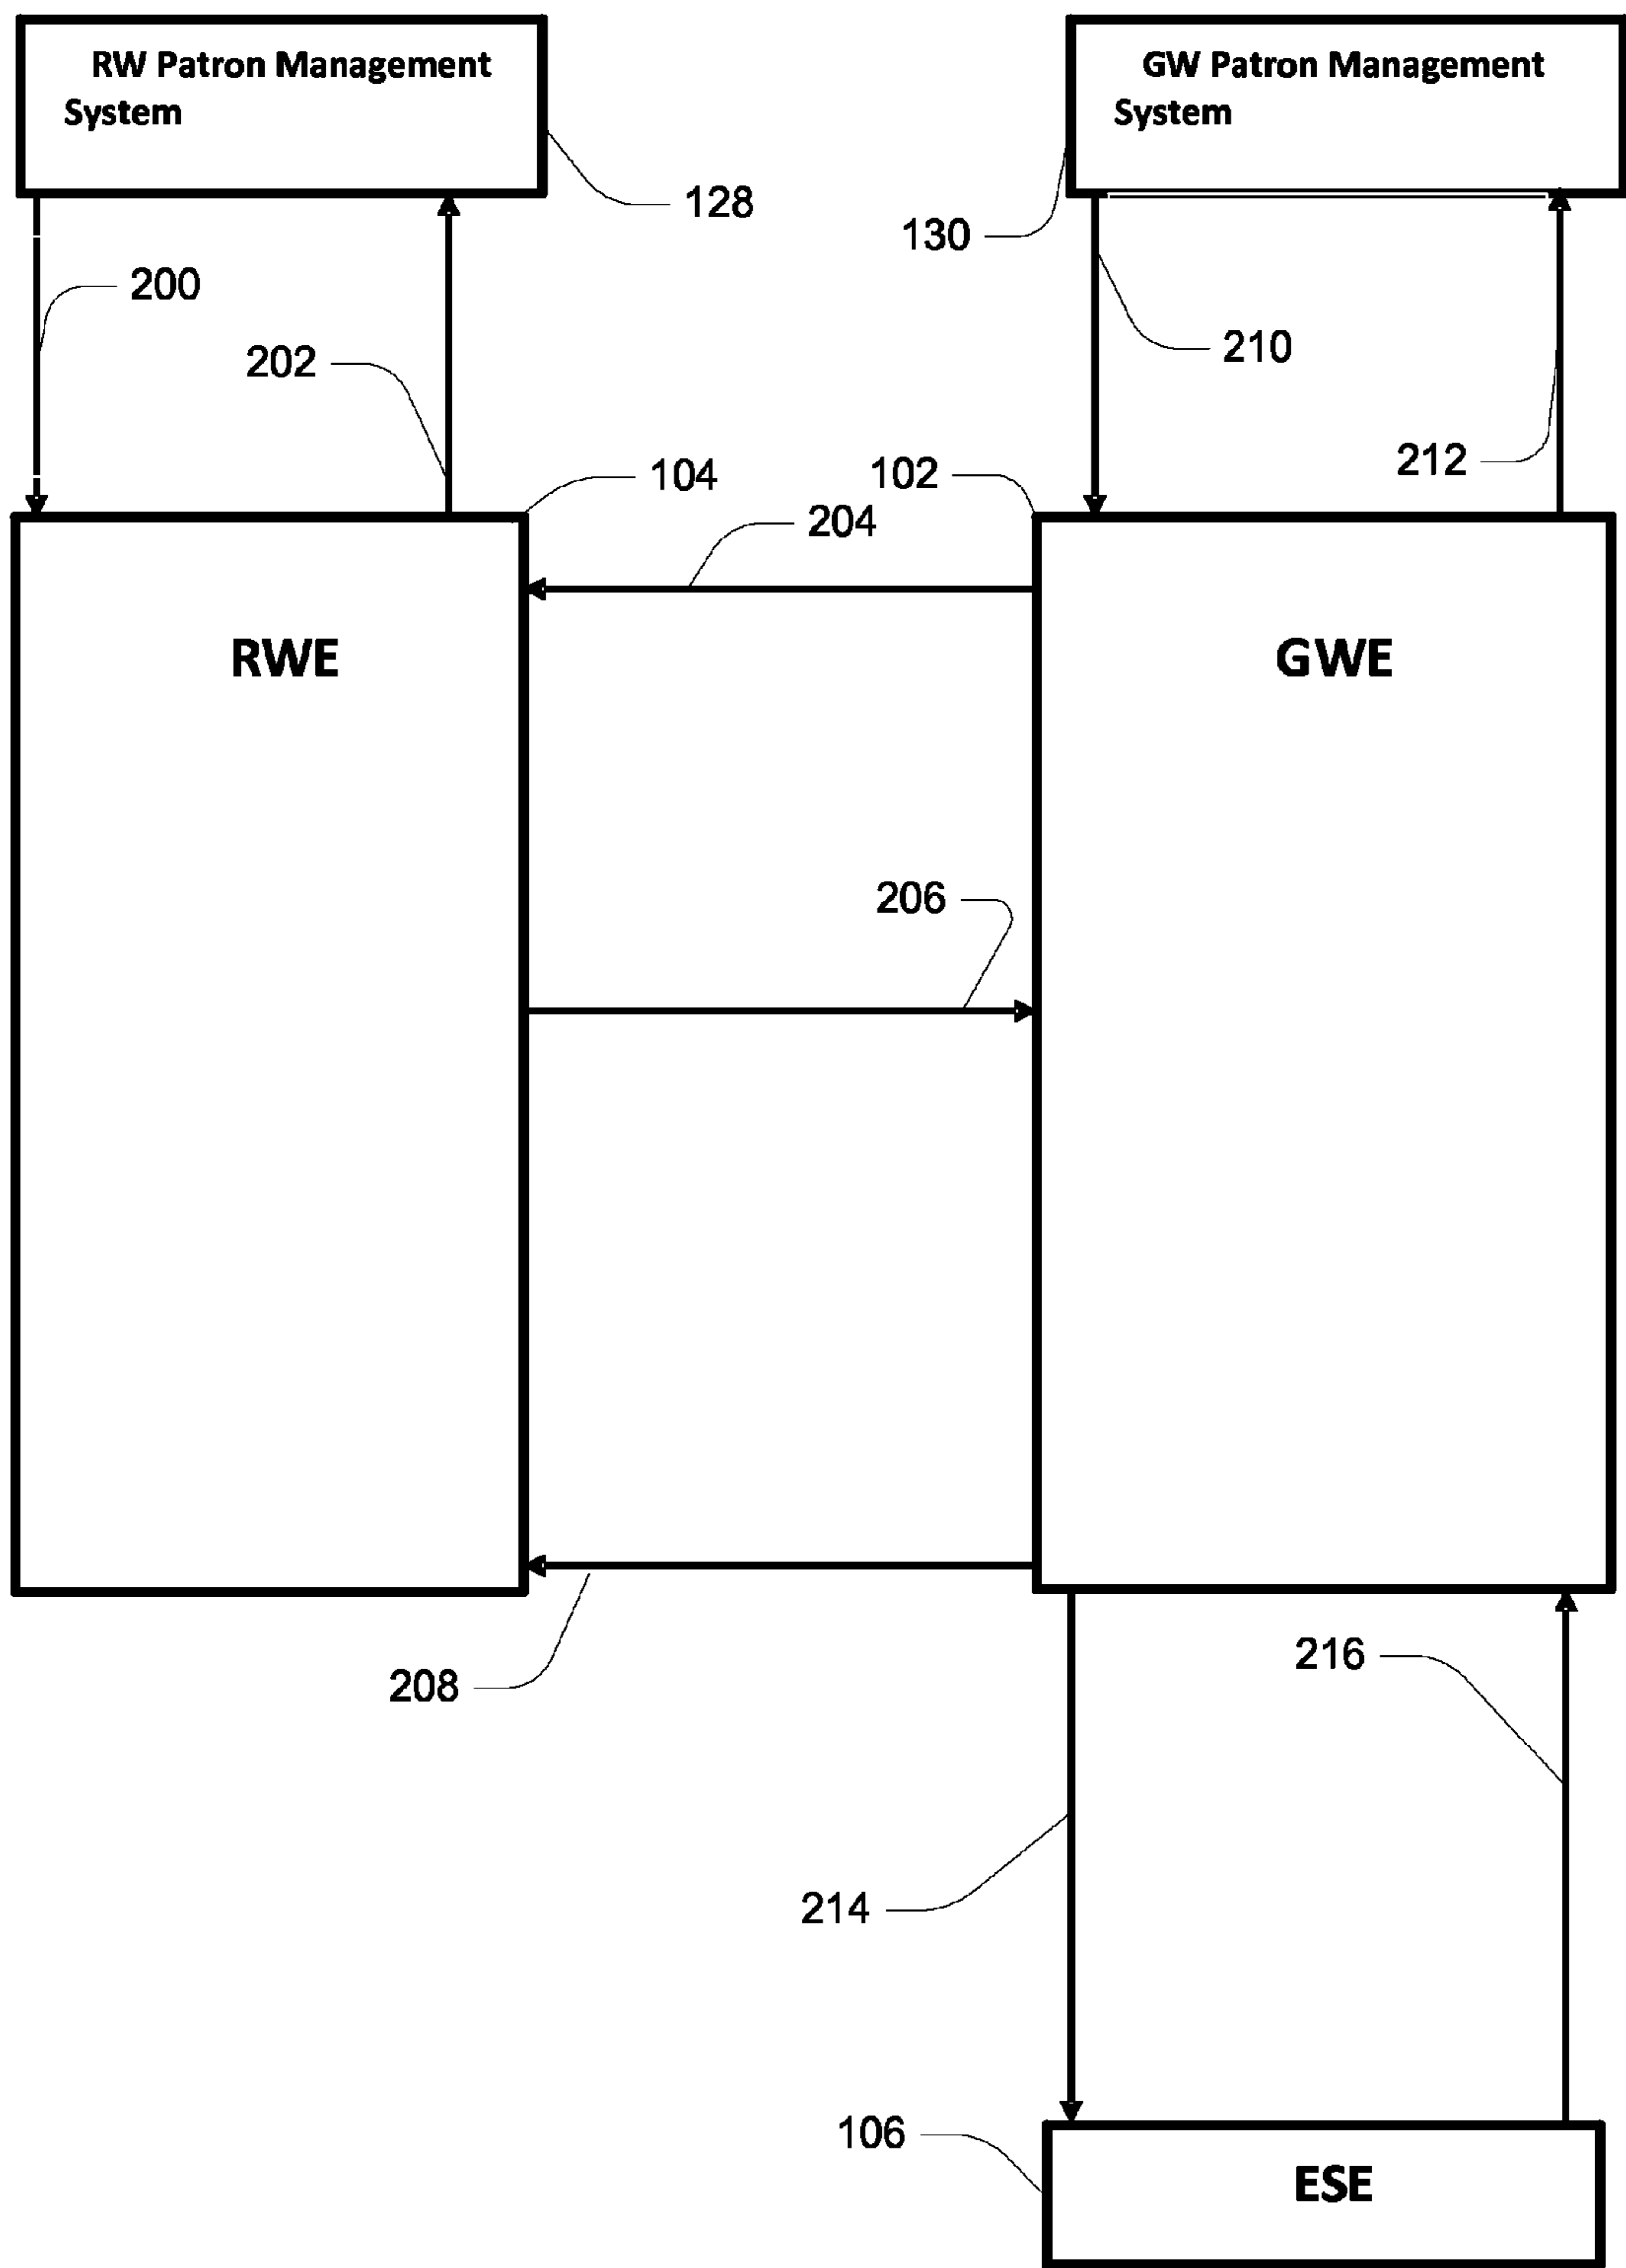 RW Patron Management
System
GW Patron Management
System
128
130
200
210
202
212
104
102
204
RWE
GWE
206
208
216
214
106
ESE